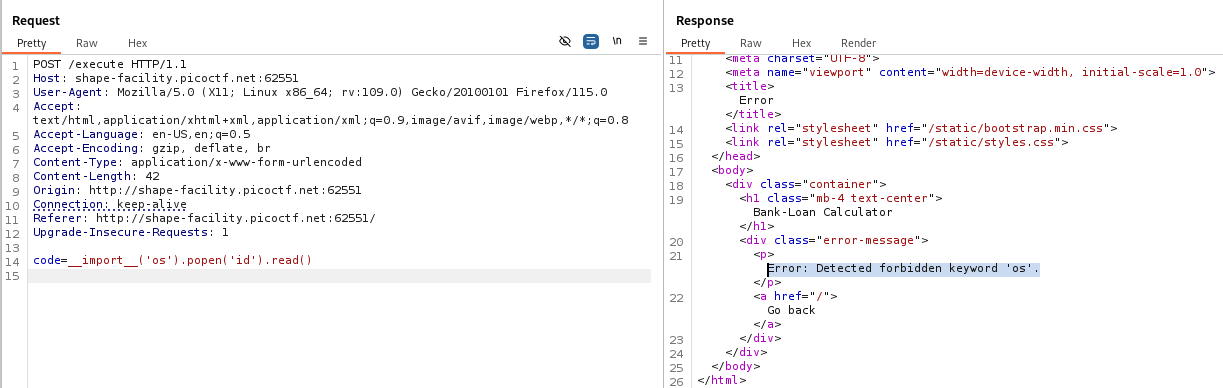 Request
Pretty Raw Hex
\n
1 POST /execute HTTP/1.1
2 Host: shape-facility.picoctf.net:62551
3 User-Agent: Mozilla/5.0 (X11; Linux x86_64; rv:109.0) Gecko/20100101 Firefox/115.0
4 Accept:
text/html,application/xhtml+xml,application/xml;q=0.9,image/avif,image/webp,*/*;q=0.8
5 Accept-Language: en-US,en;q=0.5
6 Accept-Encoding: gzip, deflate, br
7 Content-Type: application/x-www-form-urlencoded
8 Content-Length: 42
9 Origin: http://shape-facility.picoctf.net:62551
10 Connection: keep-alive
11 Referer: http://shape-facility.picoctf.net:62551/
12 Upgrade-Insecure-Requests: 1
13
14 code=__import__('os').popen('id').read()
15
Response
Pretty Raw Hex Render
11 <meta charset="UTF-8">
12 <meta name="viewport" content="width=device-width, initial-scale=1.0">
13 <title>
Error
</title>
14 <link rel="stylesheet" href="/static/bootstrap.min.css">
15 <link rel="stylesheet" href="/static/styles.css">
16 </head>
17 <body>
18 <div class="container">
19 <h1 class="mb-4 text-center">
Bank-Loan Calculator
</h1>
20 <div class="error-message">
21 <p>
Error: Detected forbidden keyword 'os'.
</p>
22 <a href="/">
Go back
</a>
23 </div>
24 </div>
25 </body>
26 </html>